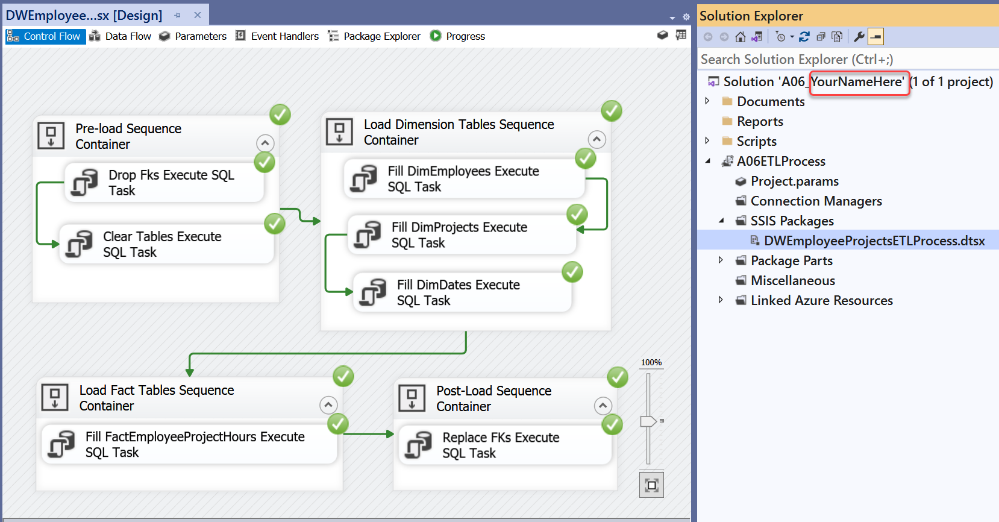 DWEmployee...sx [Design]
Control Flow
Data Flow
Parameters
Event Handlers
Package Explorer
Progress
Pre-load Sequence
Container
Drop Fks Execute SQL
Task
Clear Tables Execute
SQL Task
Load Dimension Tables Sequence
Container
Fill DimEmployees Execute
SQL Task
Fill DimProjects Execute
SQL Task
Fill DimDates Execute
SQL Task
Load Fact Tables Sequence
Container
Fill FactEmployeeProjectHours Execute
SQL Task
Post-Load Sequence
Container
Replace FKs Execute
SQL Task
100%
Solution Explorer
Search Solution Explorer (Ctrl+;)
Solution 'A06_YourNameHere' (1 of 1 project)
Documents
Reports
Scripts
A06ETLProcess
Project.params
Connection Managers
SSIS Packages
DWEmployeeProjectsETLProcess.dtsx
Package Parts
Miscellaneous
Linked Azure Resources